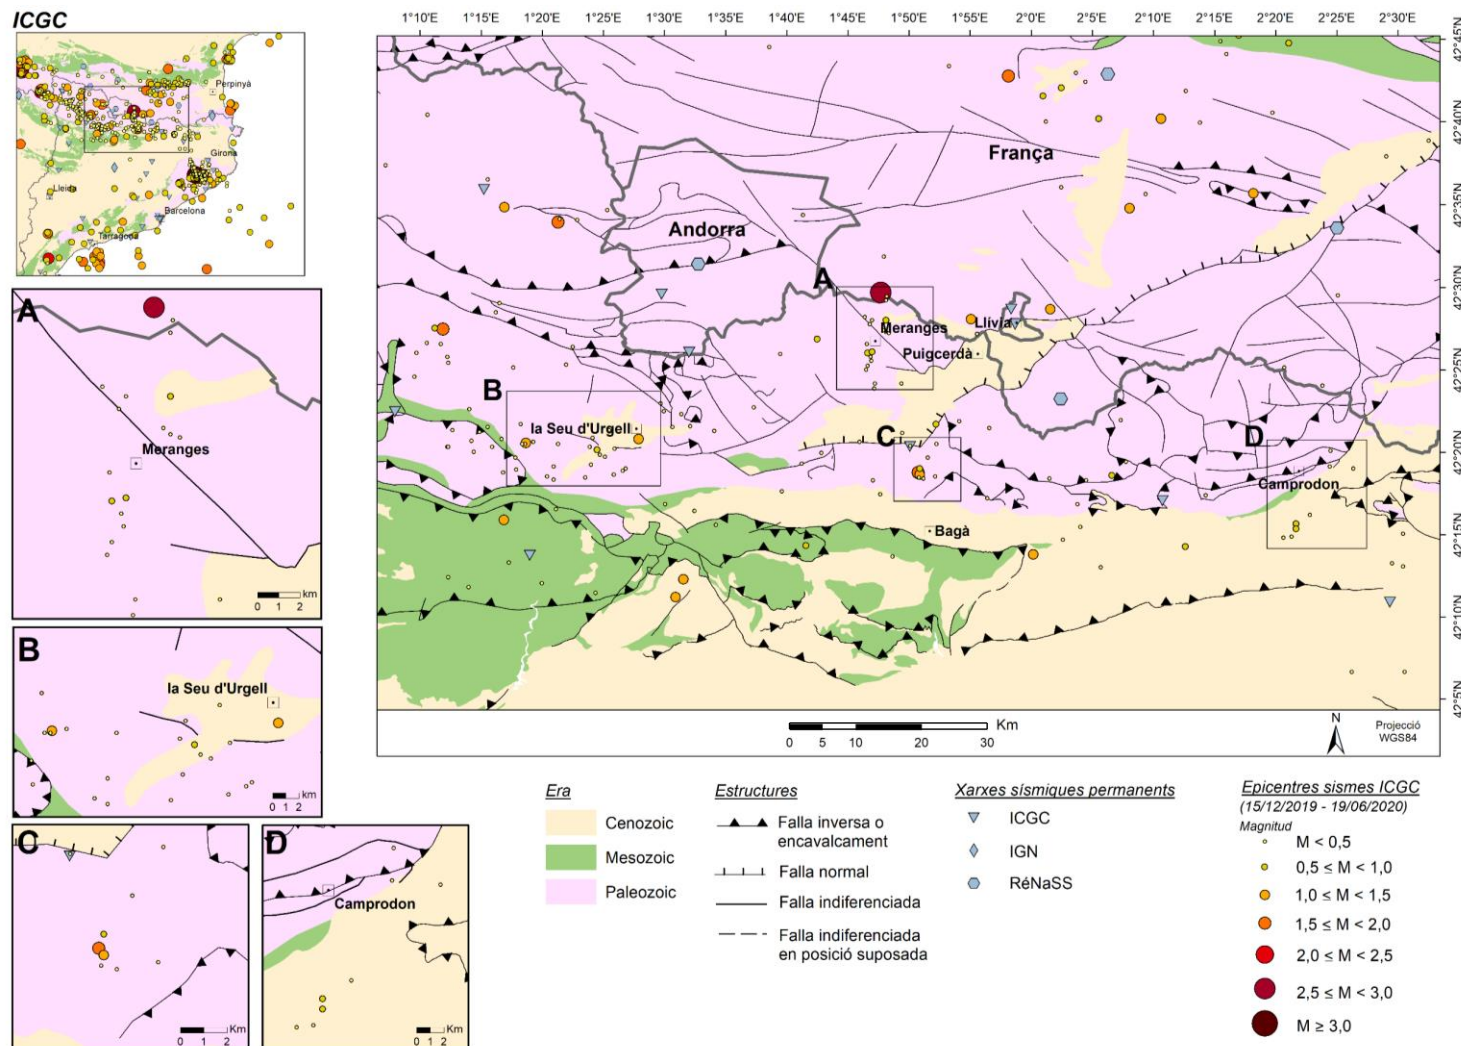 ICGC
Perpinyà
Girona
Lleida
Barcelona
Tarragona
1°10'E 1°15'E 1°20'E 1°25'E 1°30'E 1°35'E 1°40'E 1°45'E 1°50'E 1°55'E 2°0'E 2°5'E 2°10'E 2°15'E 2°20'E 2°25'E 2°30'E
42°45'N
42°40'N
42°35'N
42°30'N
42°25'N
42°20'N
42°15'N
42°10'N
42°5'N
França
Andorra
A
Meranges
Llívia
Puigcerdà
B
la Seu d'Urgell
C
D
Camprodon
Bagà
0 5 10 20 30 Km
N
Projecció
WGS84
A
Meranges
0 1 2 km
B
la Seu d'Urgell
0 1 2 km
C
0 1 2 Km
D
Camprodon
0 1 2 Km
Era
Cenozoic
Mesozoic
Paleozoic
Estructures
Falla inversa o
encavalcament
Falla normal
Falla indiferenciada
Falla indiferenciada
en posició suposada
Xarxes sísmiques permanents
ICGC
IGN
RéNaSS
Epicentres sismes ICGC
(15/12/2019 - 19/06/2020)
Magnitud
M < 0,5
0,5 ≤ M < 1,0
1,0 ≤ M < 1,5
1,5 ≤ M < 2,0
2,0 ≤ M < 2,5
2,5 ≤ M < 3,0
M ≥ 3,0